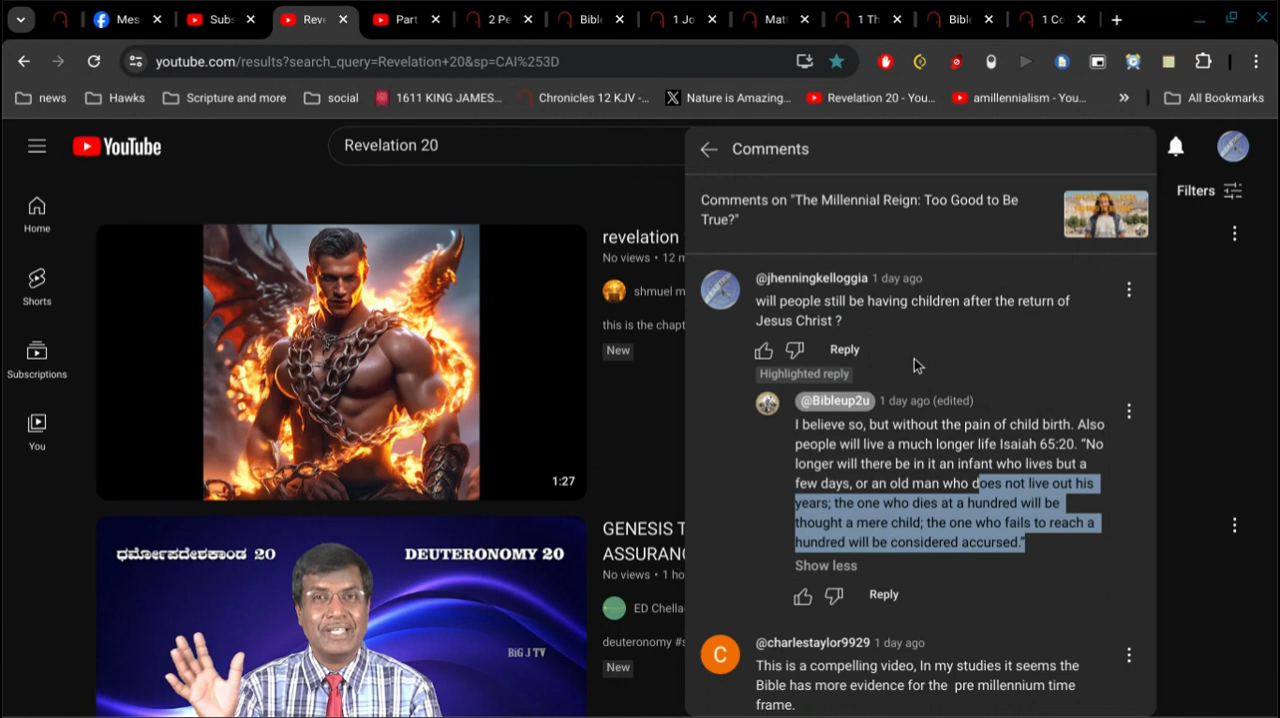 Mes
Subs
Reve
Part
2 Pe
Bible
1 Jo
Matt
1 Th
Bible
1 Co
youtube.com/results?search_query=Revelation+20&sp=CAI%253D
news
Hawks
Scripture and more
social
1611 KING JAMES...
Chronicles 12 KJV -...
Nature is Amazing...
Revelation 20 - You...
amillennialism - You...
All Bookmarks
YouTube
Revelation 20
Comments
Filters
Home
Shorts
Subscriptions
You
1:27
revelation
No views • 12 m
shmuel m
this is the chapt
New
ಧರ್ಮೋಪದೇಶಕಾಂಡ 20
DEUTERONOMY 20
BiG J TV
GENESIS T
ASSURANC
No views • 1 ho
ED Chella
deuteronomy #s
New
Comments on "The Millennial Reign: Too Good to Be
True?"
@jhenningkelloggia 1 day ago
will people still be having children after the return of
Jesus Christ ?
Reply
Highlighted reply
@Bibleup2u 1 day ago (edited)
I believe so, but without the pain of child birth. Also
people will live a much longer life Isaiah 65:20. “No
longer will there be in it an infant who lives but a
few days, or an old man who does not live out his
years; the one who dies at a hundred will be
thought a mere child; the one who fails to reach a
hundred will be considered accursed.”
Show less
Reply
C
@charlestaylor9929 1 day ago
This is a compelling video, In my studies it seems the
Bible has more evidence for the pre millennium time
frame.